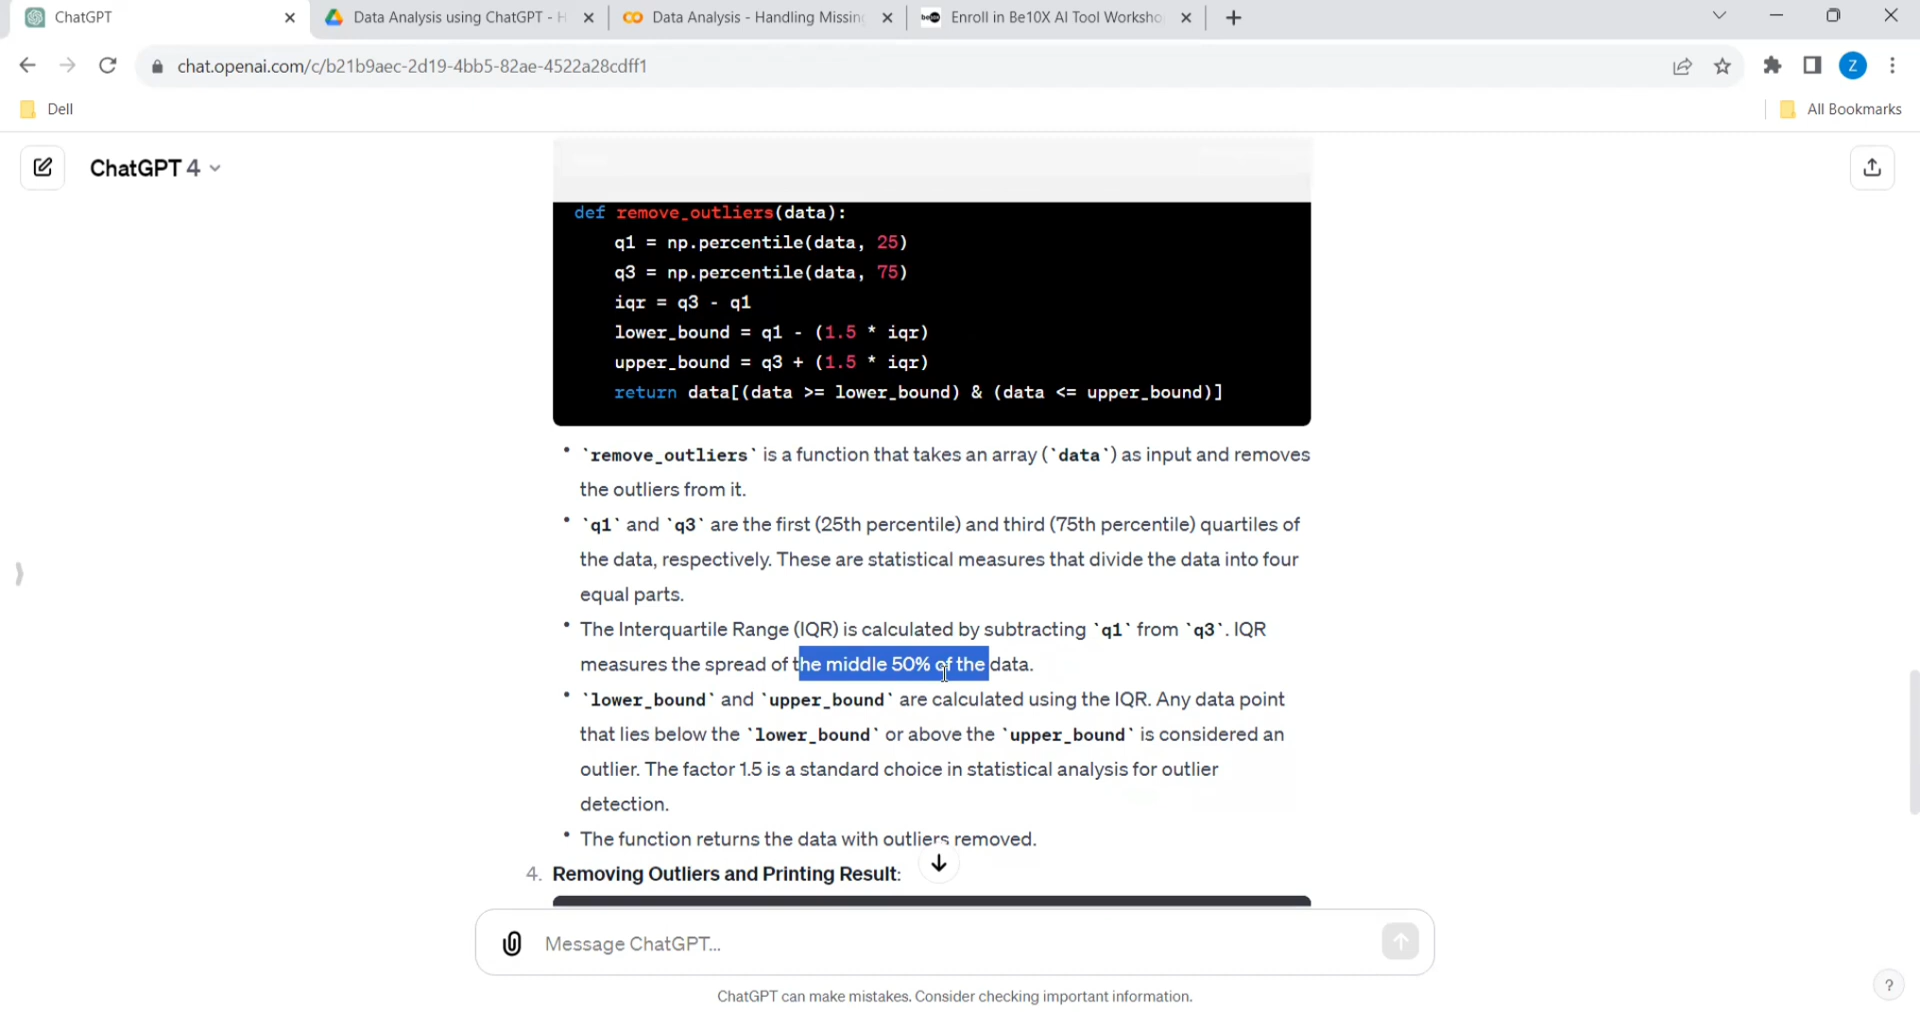 ChatGPT
Data Analysis using ChatGPT - H
Data Analysis - Handling Missin
be10x
Enroll in Be10X AI Tool Worksho
chat.openai.com/c/b21b9aec-2d19-4bb5-82ae-4522a28cdff1
Z
Dell
All Bookmarks
ChatGPT 4
def remove_outliers(data):
q1 = np.percentile(data, 25)
q3 = np.percentile(data, 75)
iqr = q3 - q1
lower_bound = q1 - (1.5 * iqr)
upper_bound = q3 + (1.5 * iqr)
return data[(data >= lower_bound) & (data <= upper_bound)]
• `remove_outliers` is a function that takes an array (`data`) as input and removes
the outliers from it.
• `q1` and `q3` are the first (25th percentile) and third (75th percentile) quartiles of
the data, respectively. These are statistical measures that divide the data into four
equal parts.
• The Interquartile Range (IQR) is calculated by subtracting `q1` from `q3`. IQR
measures the spread of the middle 50% of the data.
• `lower_bound` and `upper_bound` are calculated using the IQR. Any data point
that lies below the `lower_bound` or above the `upper_bound` is considered an
outlier. The factor 1.5 is a standard choice in statistical analysis for outlier
detection.
• The function returns the data with outliers removed.
4. Removing Outliers and Printing Result:
Message ChatGPT...
ChatGPT can make mistakes. Consider checking important information.
?